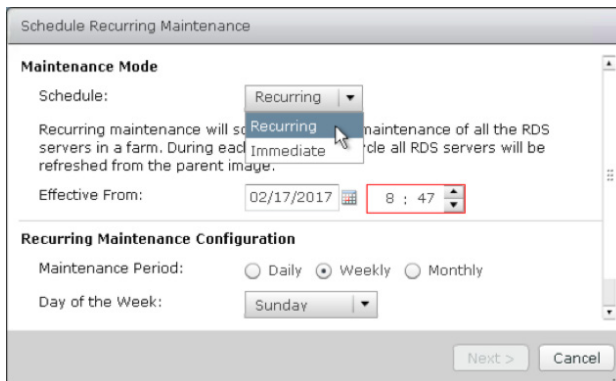 Schedule Recurring Maintenance
Maintenance Mode
Schedule:
Recurring
Recurring
Immediate
Recurring maintenance will sc maintenance of all the RDS
servers in a farm. During each cycle all RDS servers will be
refreshed from the parent image.
Effective From:
02/17/2017
8 : 47
Recurring Maintenance Configuration
Maintenance Period:
Daily Weekly Monthly
Day of the Week:
Sunday
Next > Cancel